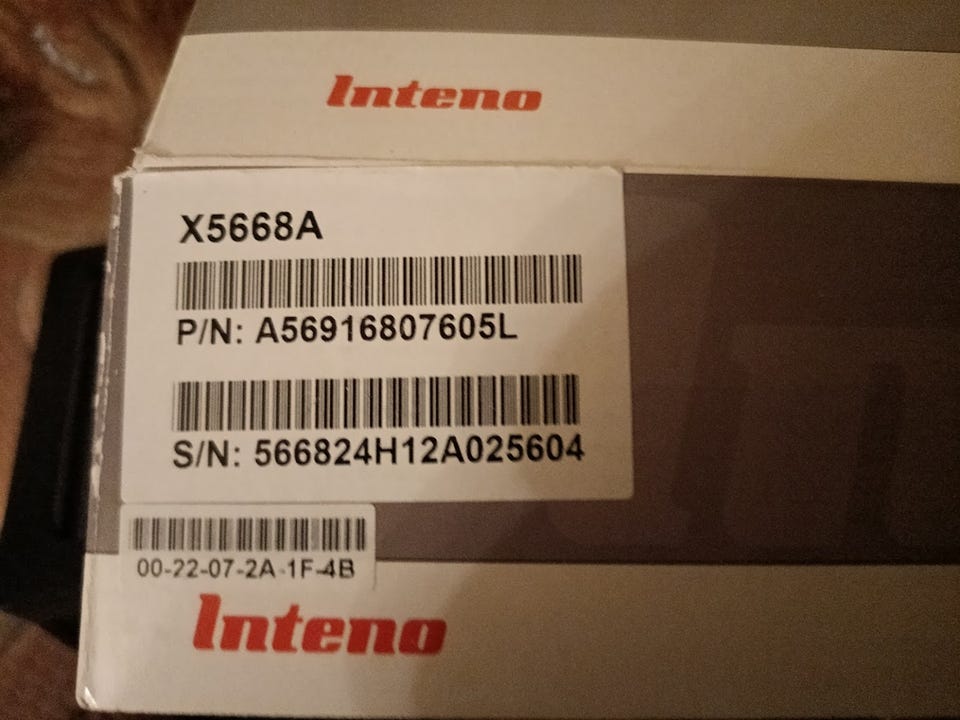 Inteno
X5668A
P/N: A56916807605L
S/N: 566824H12A025604
00-22-07-2A-1F-4B
Inteno